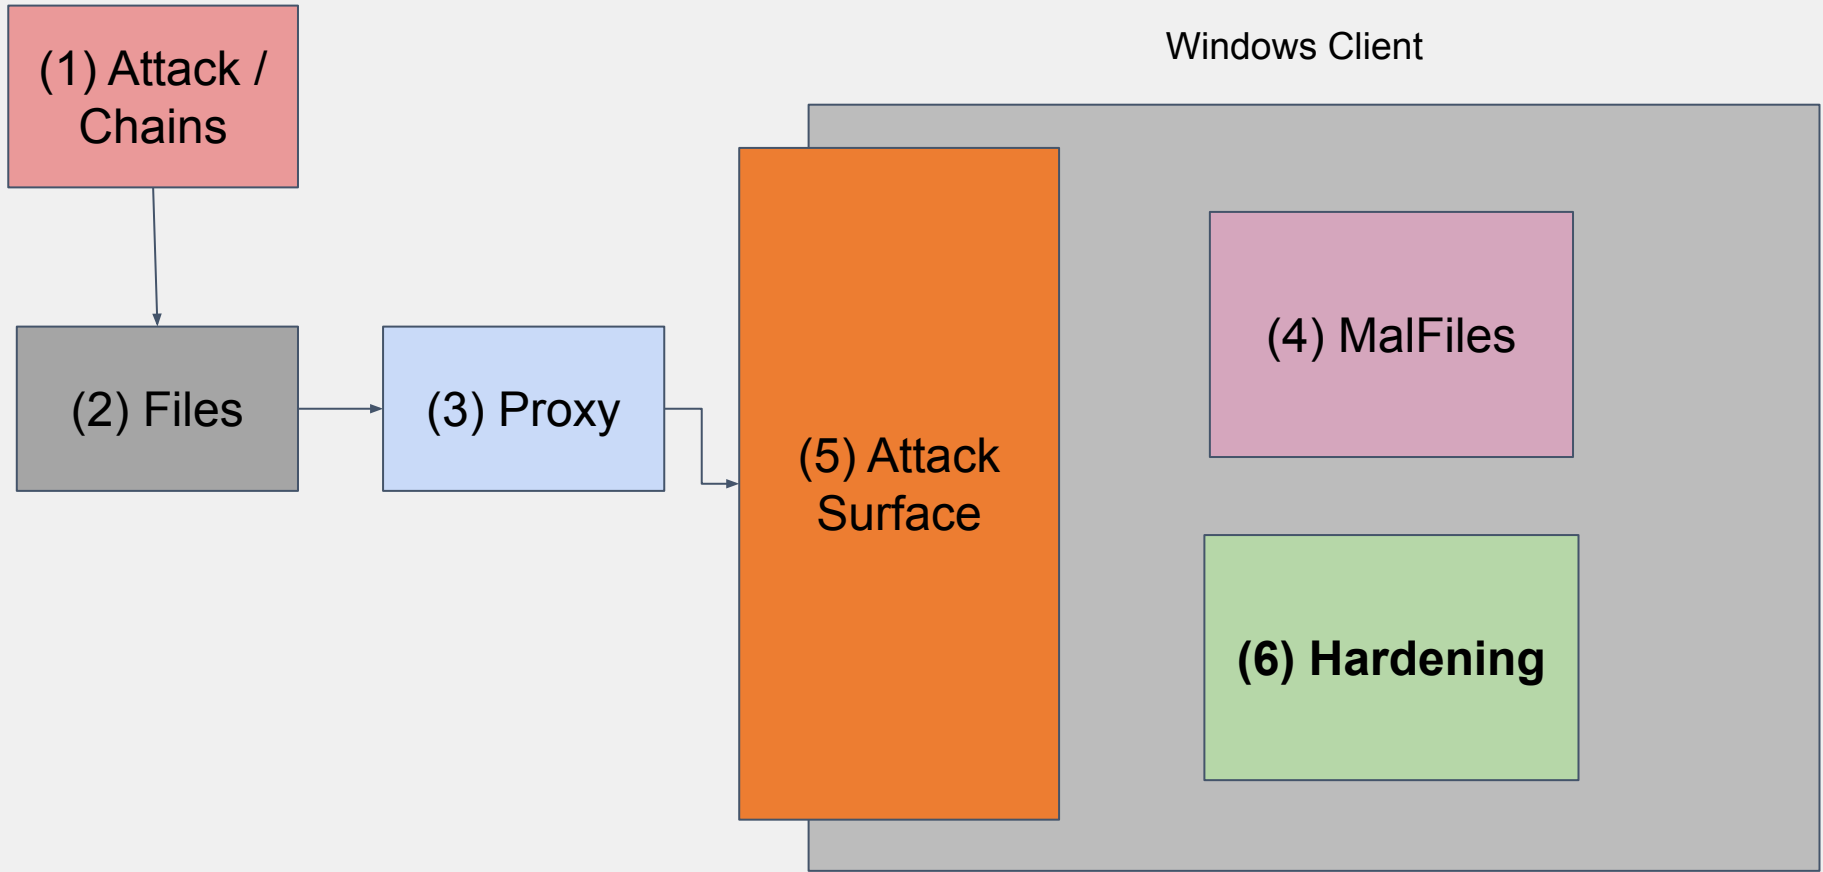 (1) Attack /
Chains
Windows Client
(2) Files
(3) Proxy
(5) Attack
Surface
(4) MalFiles
(6) Hardening